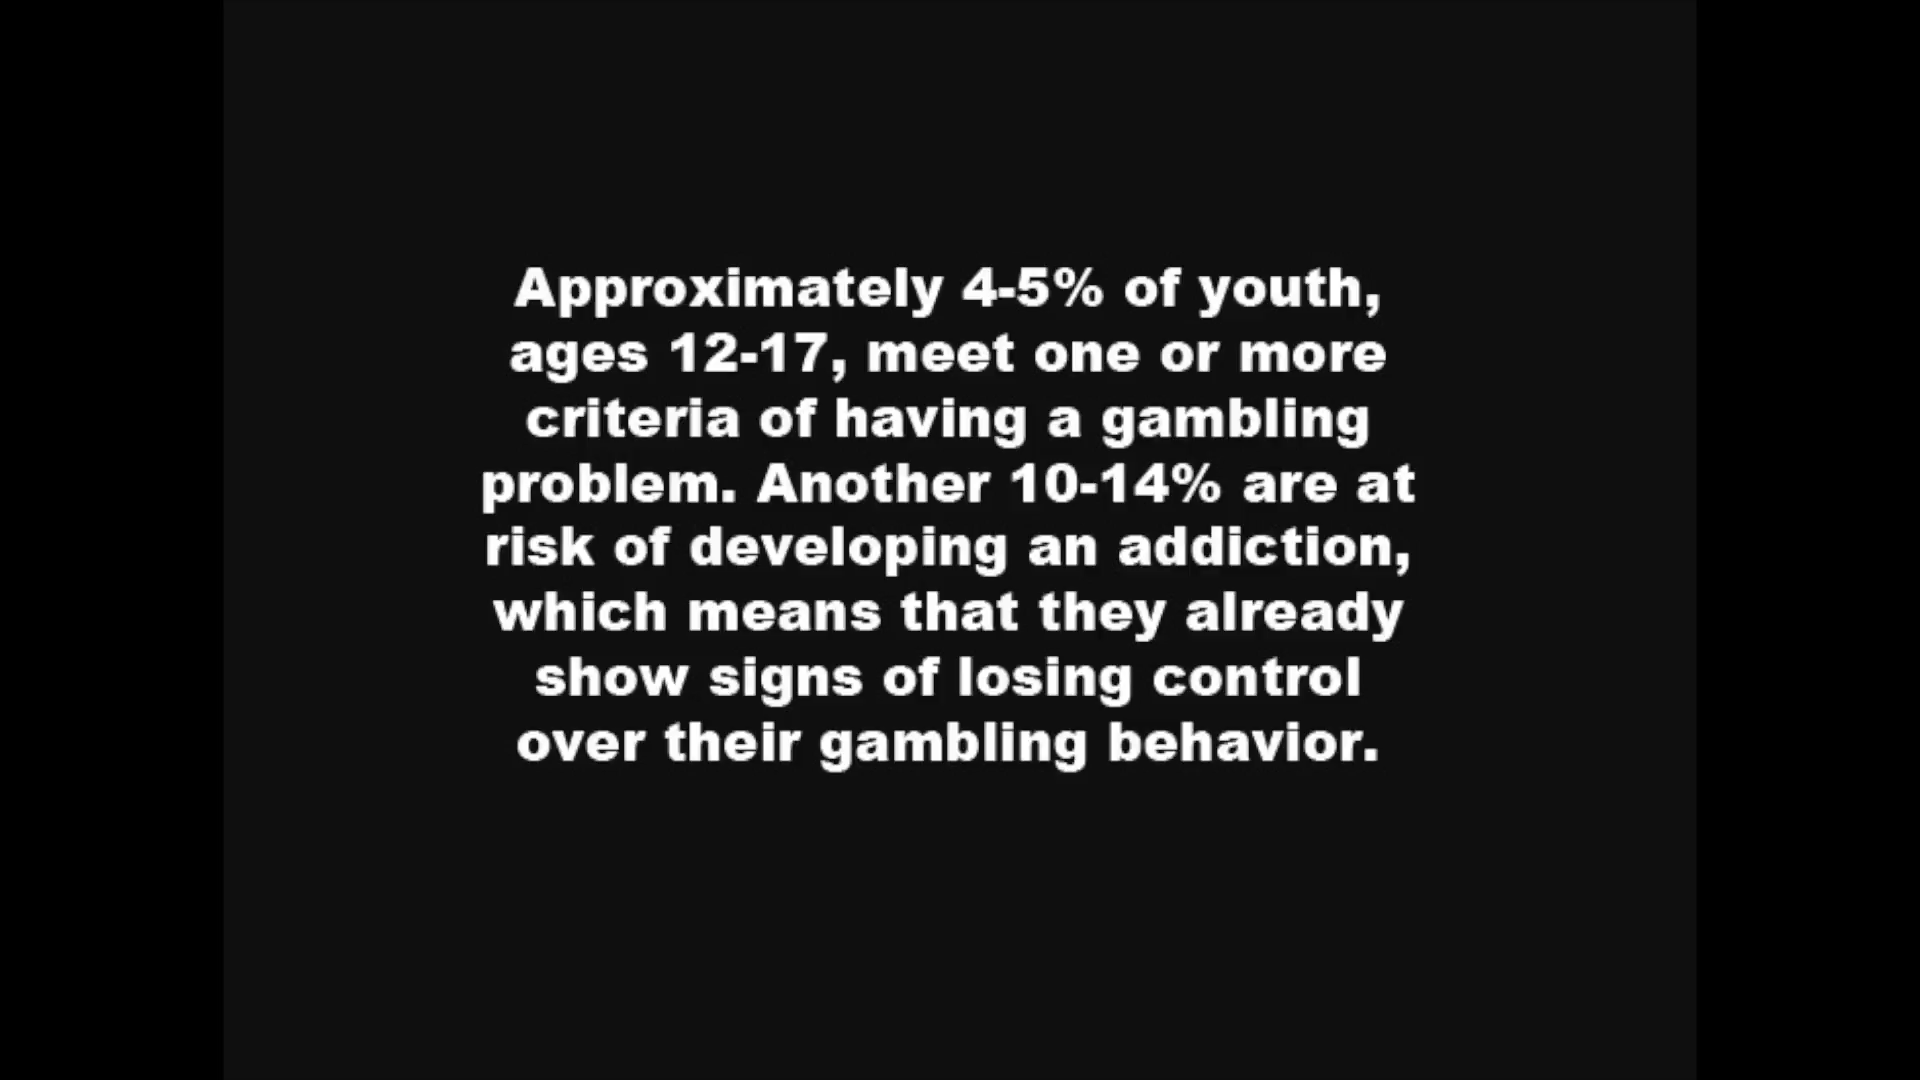 Approximately 4-5% of youth,
ages 12-17, meet one or more
criteria of having a gambling
problem. Another 10-14% are at
risk of developing an addiction,
which means that they already
show signs of losing control
over their gambling behavior.